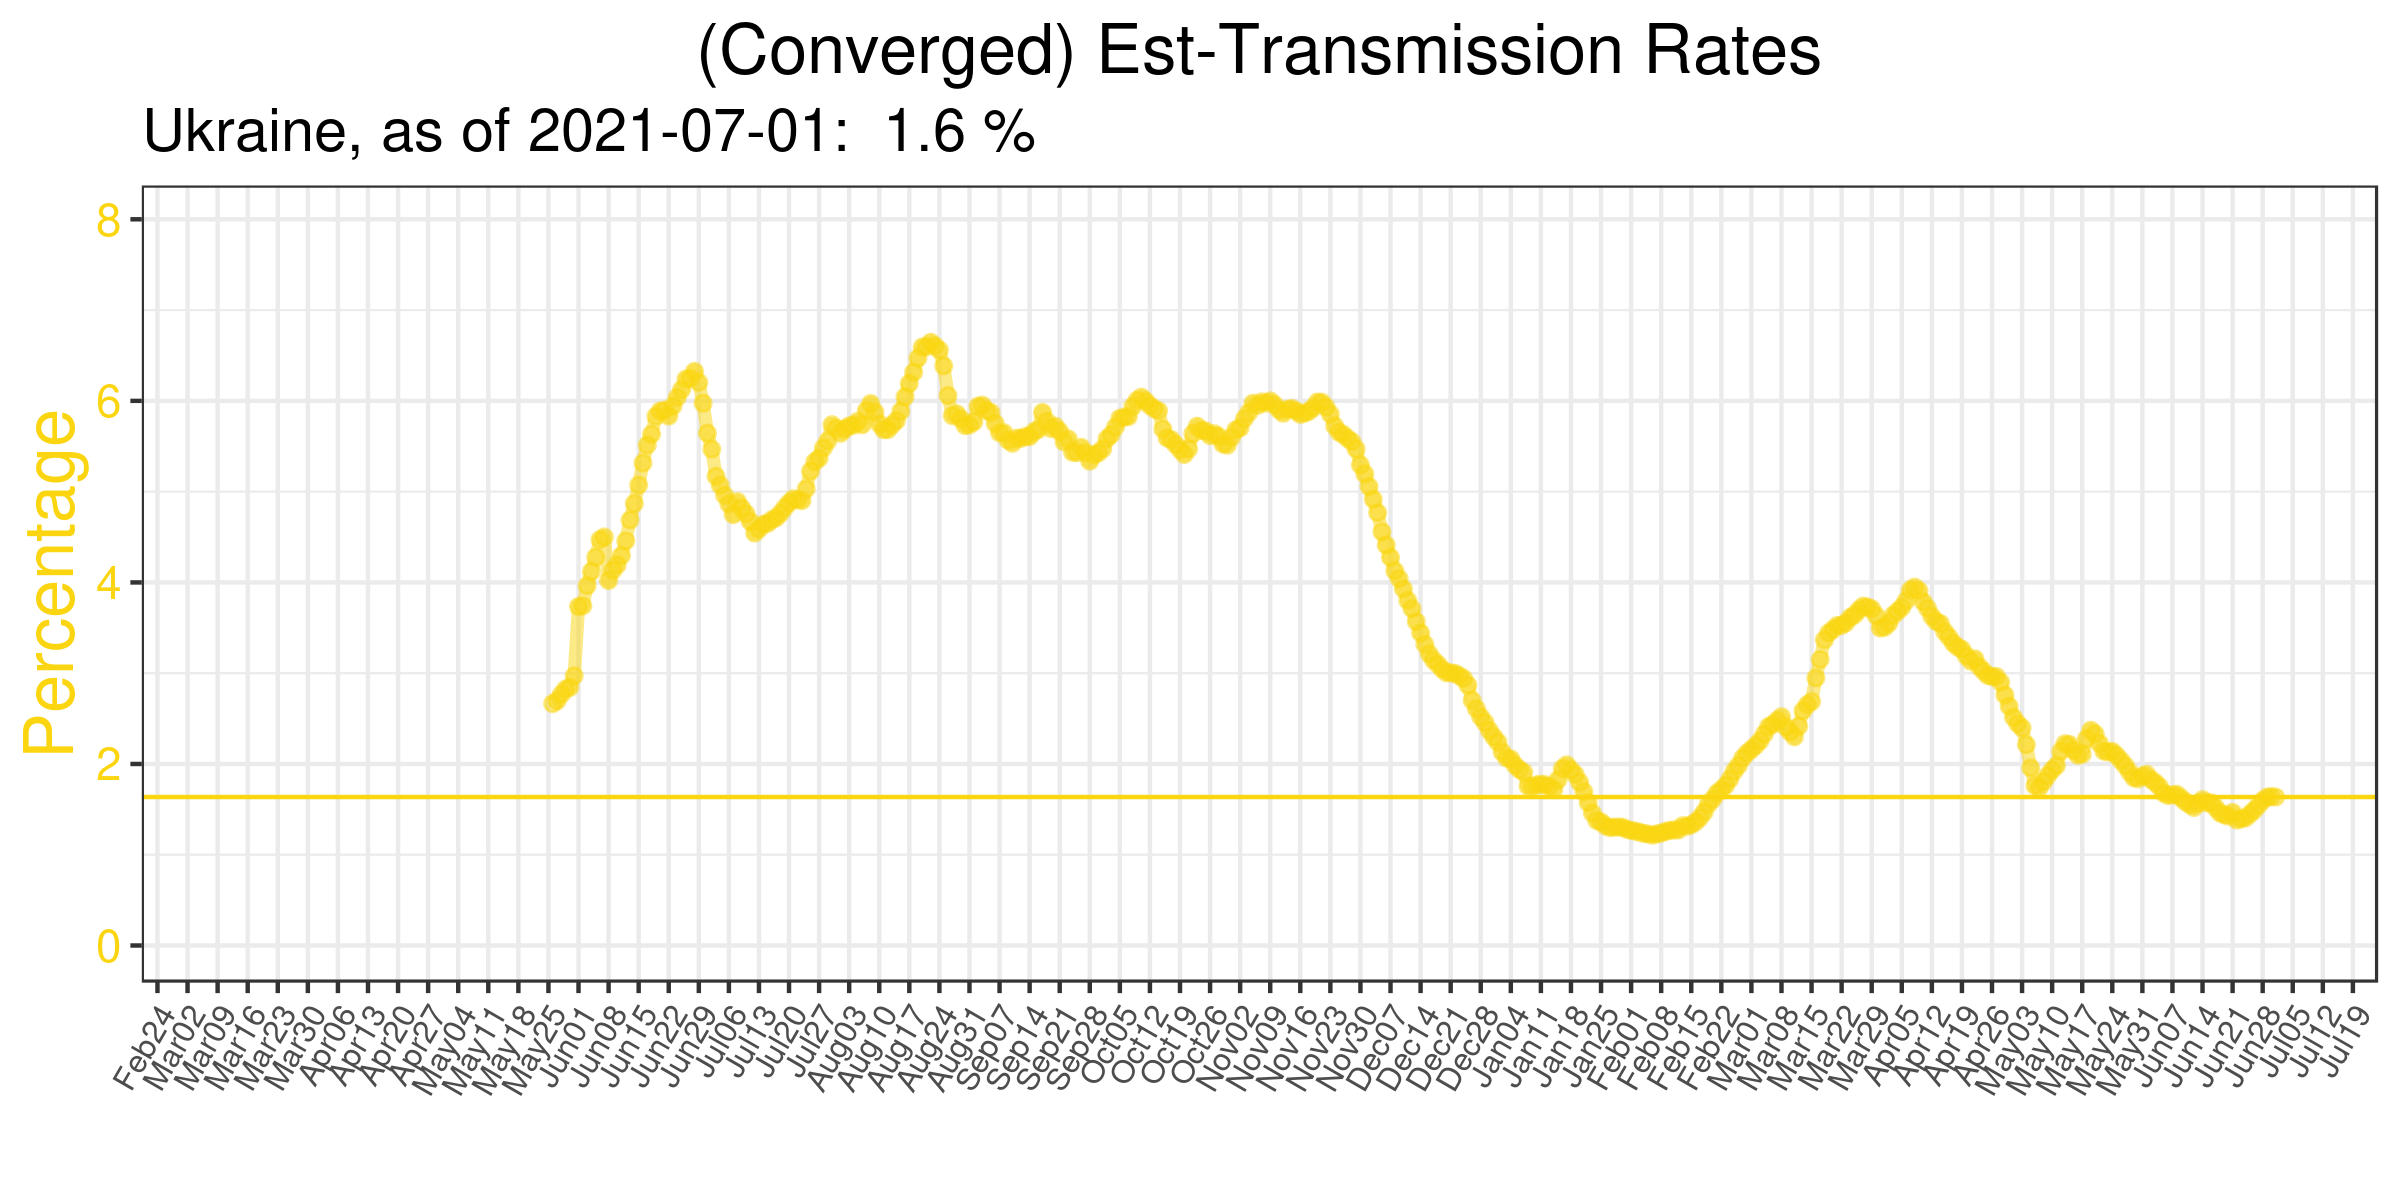 (Converged) Est-Transmission Rates
Ukraine, as of 2021-07-01:  1.6 %
Percentage
8
6
4
2
0
Feb24
Mar02
Mar09
Mar16
Mar23
Mar30
Apr06
Apr13
Apr20
Apr27
May04
May11
May18
May25
Jun01
Jun08
Jun15
Jun22
Jun29
Jul06
Jul13
Jul20
Jul27
Aug03
Aug10
Aug17
Aug24
Aug31
Sep07
Sep14
Sep21
Sep28
Oct05
Oct12
Oct19
Oct26
Nov02
Nov09
Nov16
Nov23
Nov30
Dec07
Dec14
Dec21
Dec28
Jan04
Jan11
Jan18
Jan25
Feb01
Feb08
Feb15
Feb22
Mar01
Mar08
Mar15
Mar22
Mar29
Apr05
Apr12
Apr19
Apr26
May03
May10
May17
May24
May31
Jun07
Jun14
Jun21
Jun28
Jul05
Jul12
Jul19